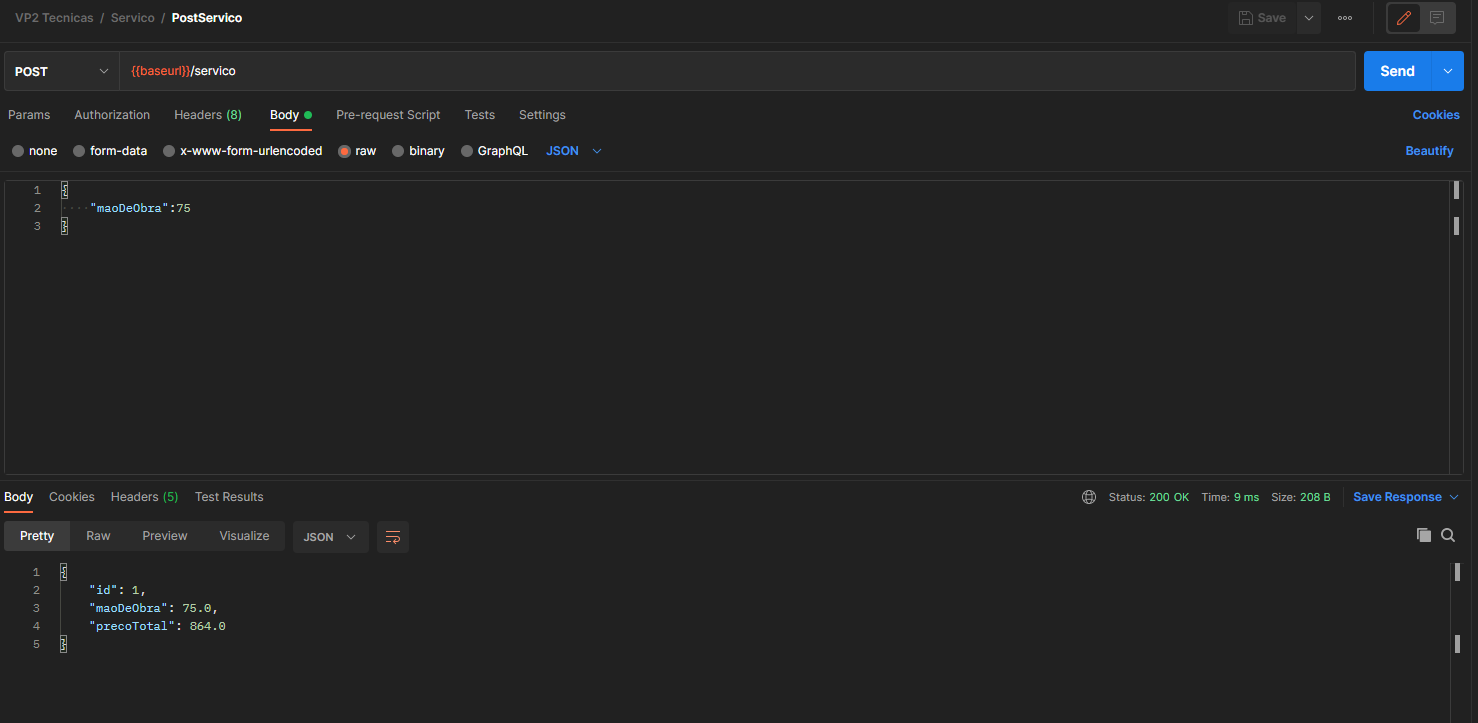 VP2 Tecnicas / Servico / PostServico
Save
POST {{baseurl}}/servico
Send
Params Authorization Headers (8) Body Pre-request Script Tests Settings
Cookies
none form-data x-www-form-urlencoded raw binary GraphQL JSON
Beautify
1 {
2 ····"maoDeObra":75
3 }
Body Cookies Headers (5) Test Results
Status: 200 OK Time: 9 ms Size: 208 B Save Response
Pretty Raw Preview Visualize JSON
1 {
2 "id": 1,
3 "maoDeObra": 75.0,
4 "precoTotal": 864.0
5 }